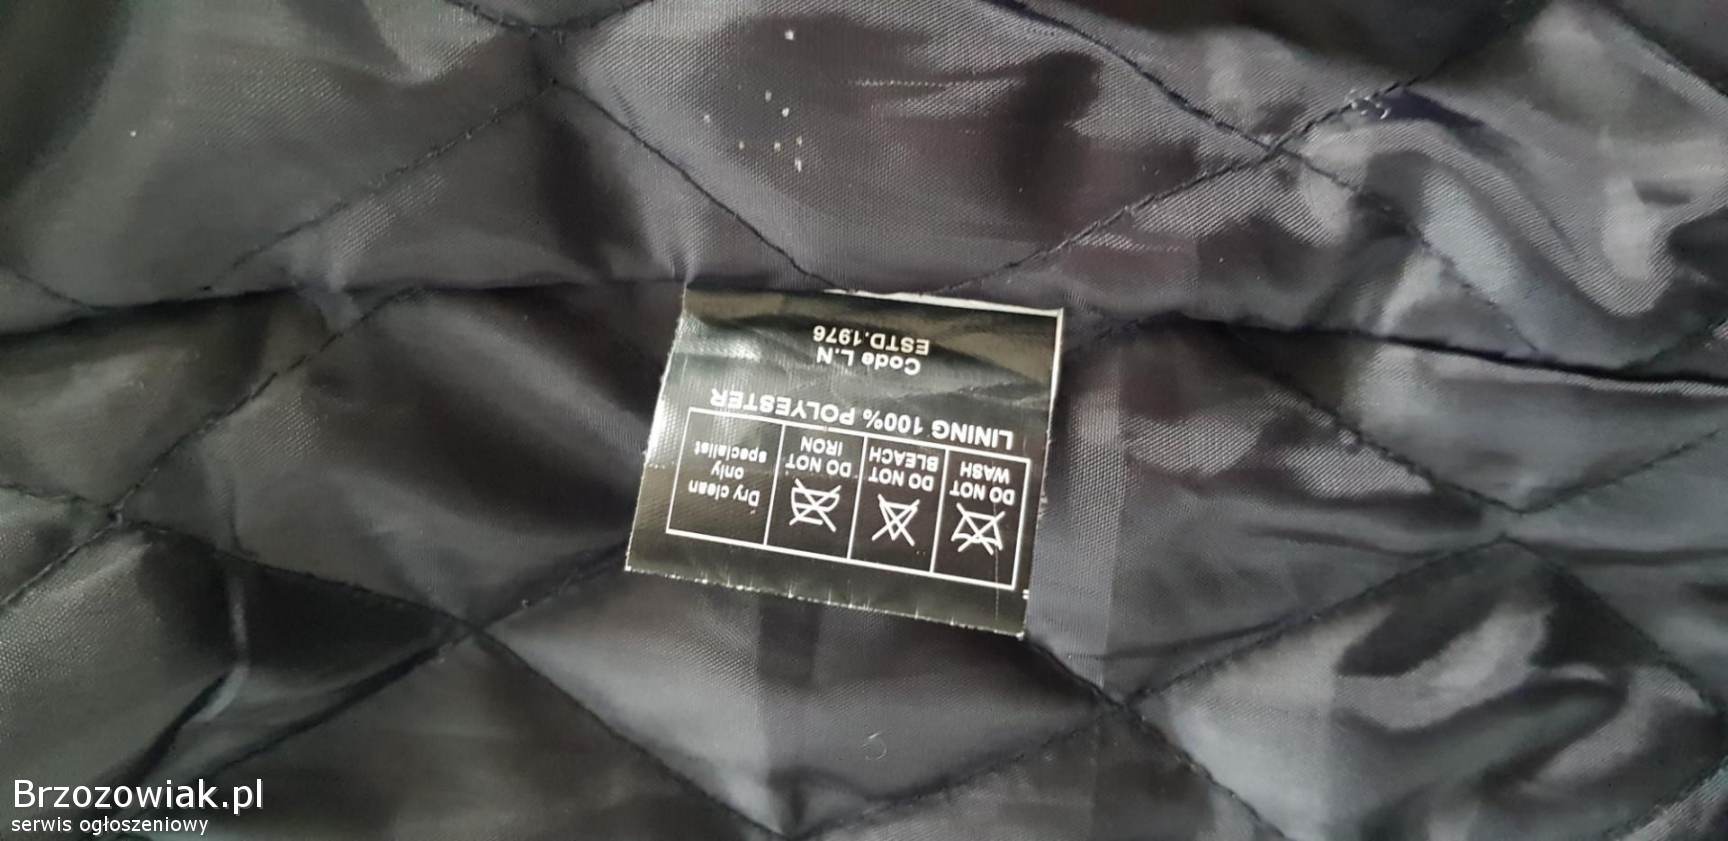 DO NOT
WASH
DO NOT
BLEACH
DO NOT
IRON
Dry clean
only
specialist
LINING 100% POLYESTER
Code L.N
ESTD.1976
Brzozowiak.pl
serwis ogłoszeniowy